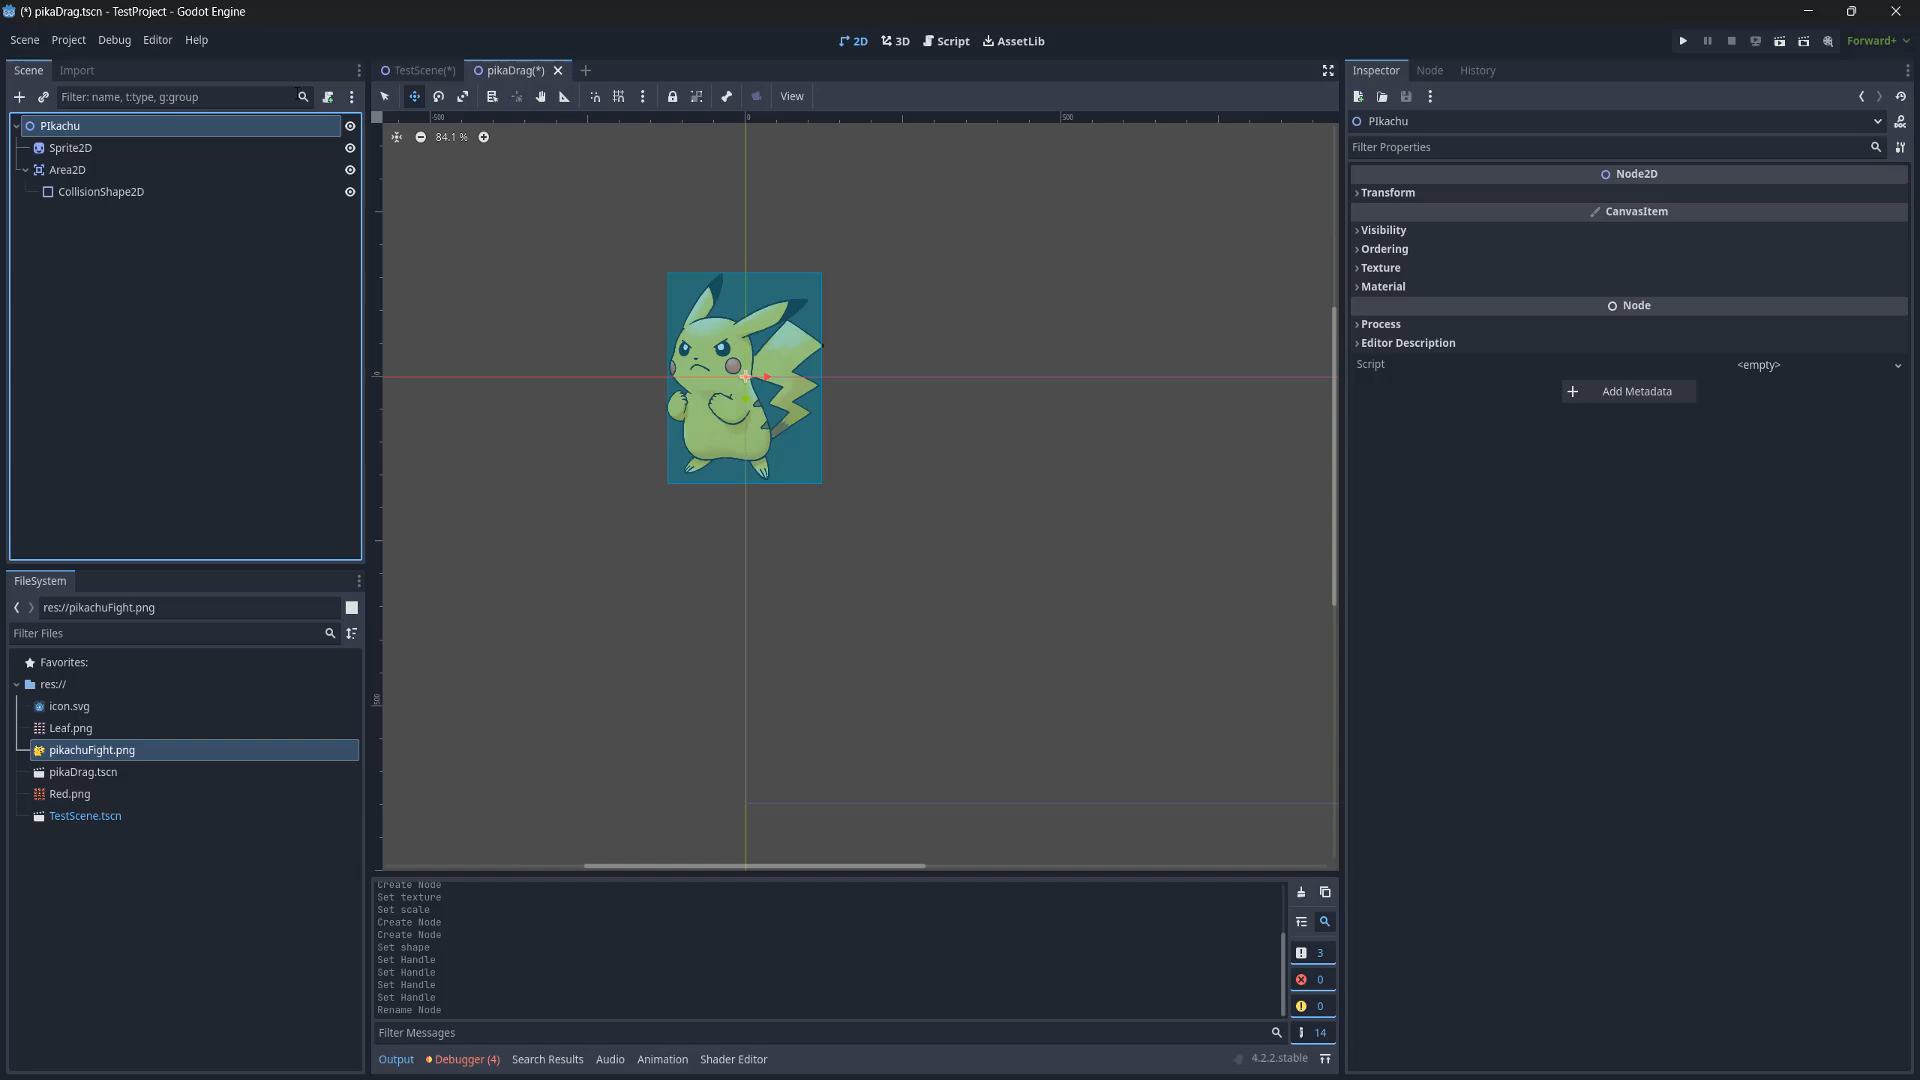 (*) pikaDrag.tscn - TestProject - Godot Engine
Scene Project Debug Editor Help
2D 3D Script AssetLib
Forward+
Scene Import
TestScene(*) pikaDrag(*)
Inspector Node History
Filter: name, t:type, g:group
View
PIkachu
Sprite2D
Area2D
CollisionShape2D
-500 0 500
84.1 %
0
500
PIkachu
Filter Properties
Node2D
Transform
CanvasItem
Visibility
Ordering
Texture
Material
Node
Process
Editor Description
Script <empty>
Add Metadata
FileSystem
res://pikachuFight.png
Filter Files
Favorites:
res://
icon.svg
Leaf.png
pikachuFight.png
pikaDrag.tscn
Red.png
TestScene.tscn
Create Node
Set texture
Set scale
Create Node
Create Node
Set shape
Set Handle
Set Handle
Set Handle
Set Handle
Rename Node
3
0
0
14
Filter Messages
Output Debugger (4) Search Results Audio Animation Shader Editor
4.2.2.stable